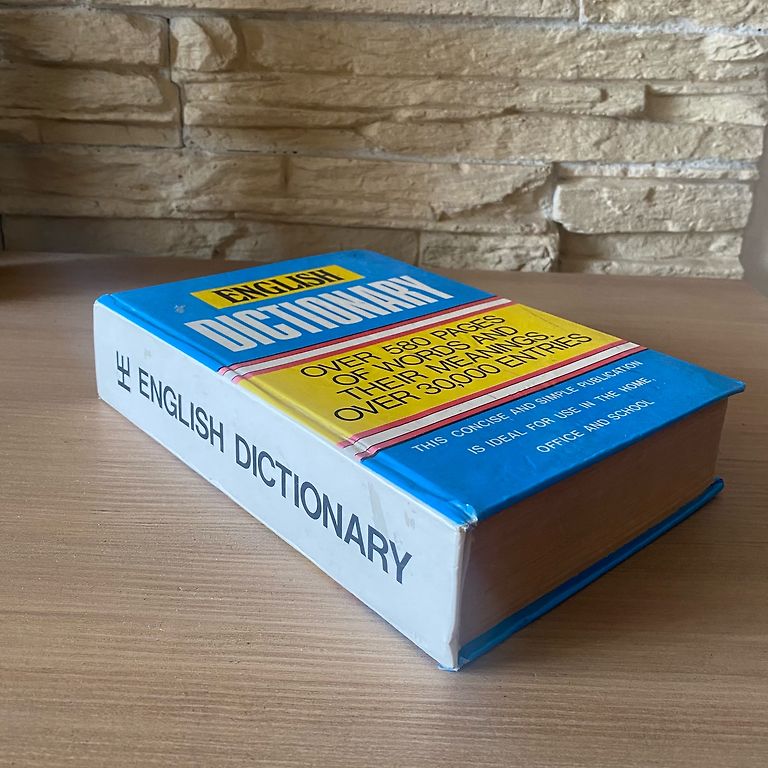 ENGLISH
DICTIONARY
OVER 580 PAGES
OF WORDS AND
THEIR MEANINGS...
OVER 30,000 ENTRIES
THIS CONCISE AND SIMPLE PUBLICATION
IS IDEAL FOR USE IN THE HOME,
OFFICE AND SCHOOL
ENGLISH DICTIONARY